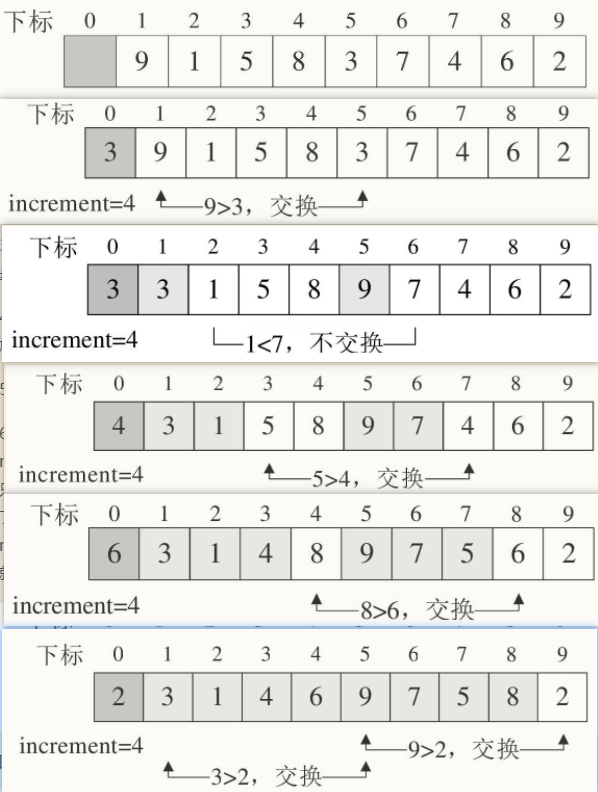 下标 0 1 2 3 4 5 6 7 8 9
9 1 5 8 3 7 4 6 2
下标 0 1 2 3 4 5 6 7 8 9
3 9 1 5 8 3 7 4 6 2
increment=4 9>3，交换
下标 0 1 2 3 4 5 6 7 8 9
3 3 1 5 8 9 7 4 6 2
increment=4 1<7，不交换
下标 0 1 2 3 4 5 6 7 8 9
4 3 1 5 8 9 7 4 6 2
increment=4 5>4，交换
下标 0 1 2 3 4 5 6 7 8 9
6 3 1 4 8 9 7 5 6 2
increment=4 8>6，交换
下标 0 1 2 3 4 5 6 7 8 9
2 3 1 4 6 9 7 5 8 2
increment=4 9>2，交换
3>2，交换